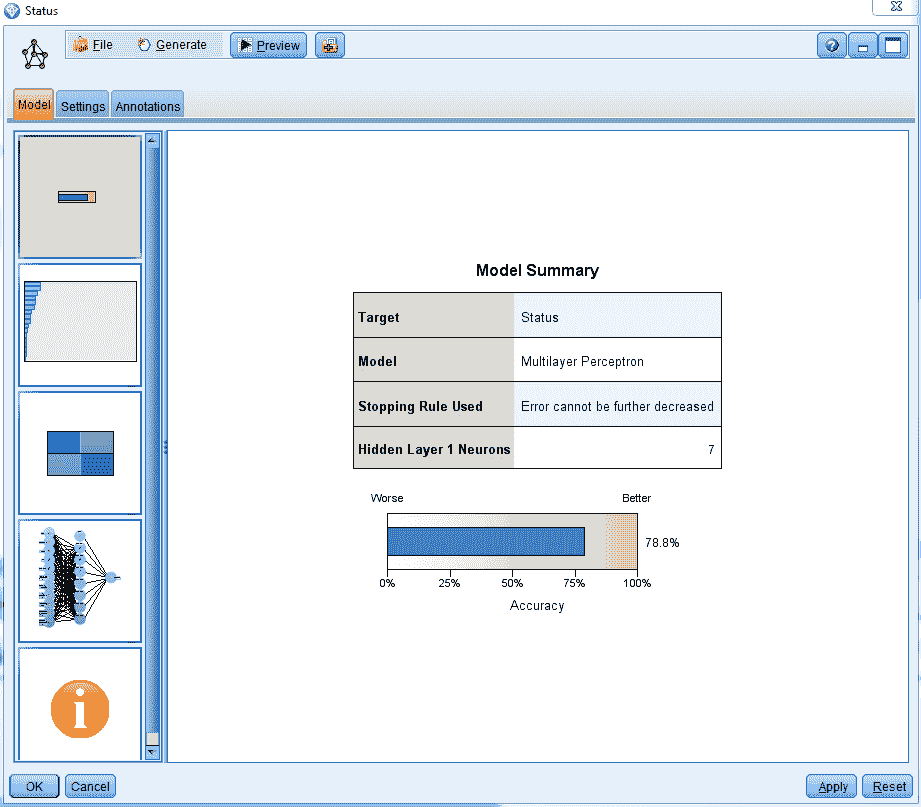 Status
File Generate Preview
Model Settings Annotations
Model Summary
Target Status
Model Multilayer Perceptron
Stopping Rule Used Error cannot be further decreased
Hidden Layer 1 Neurons 7
Worse Better
78.8%
0% 25% 50% 75% 100%
Accuracy
OK Cancel Apply Reset